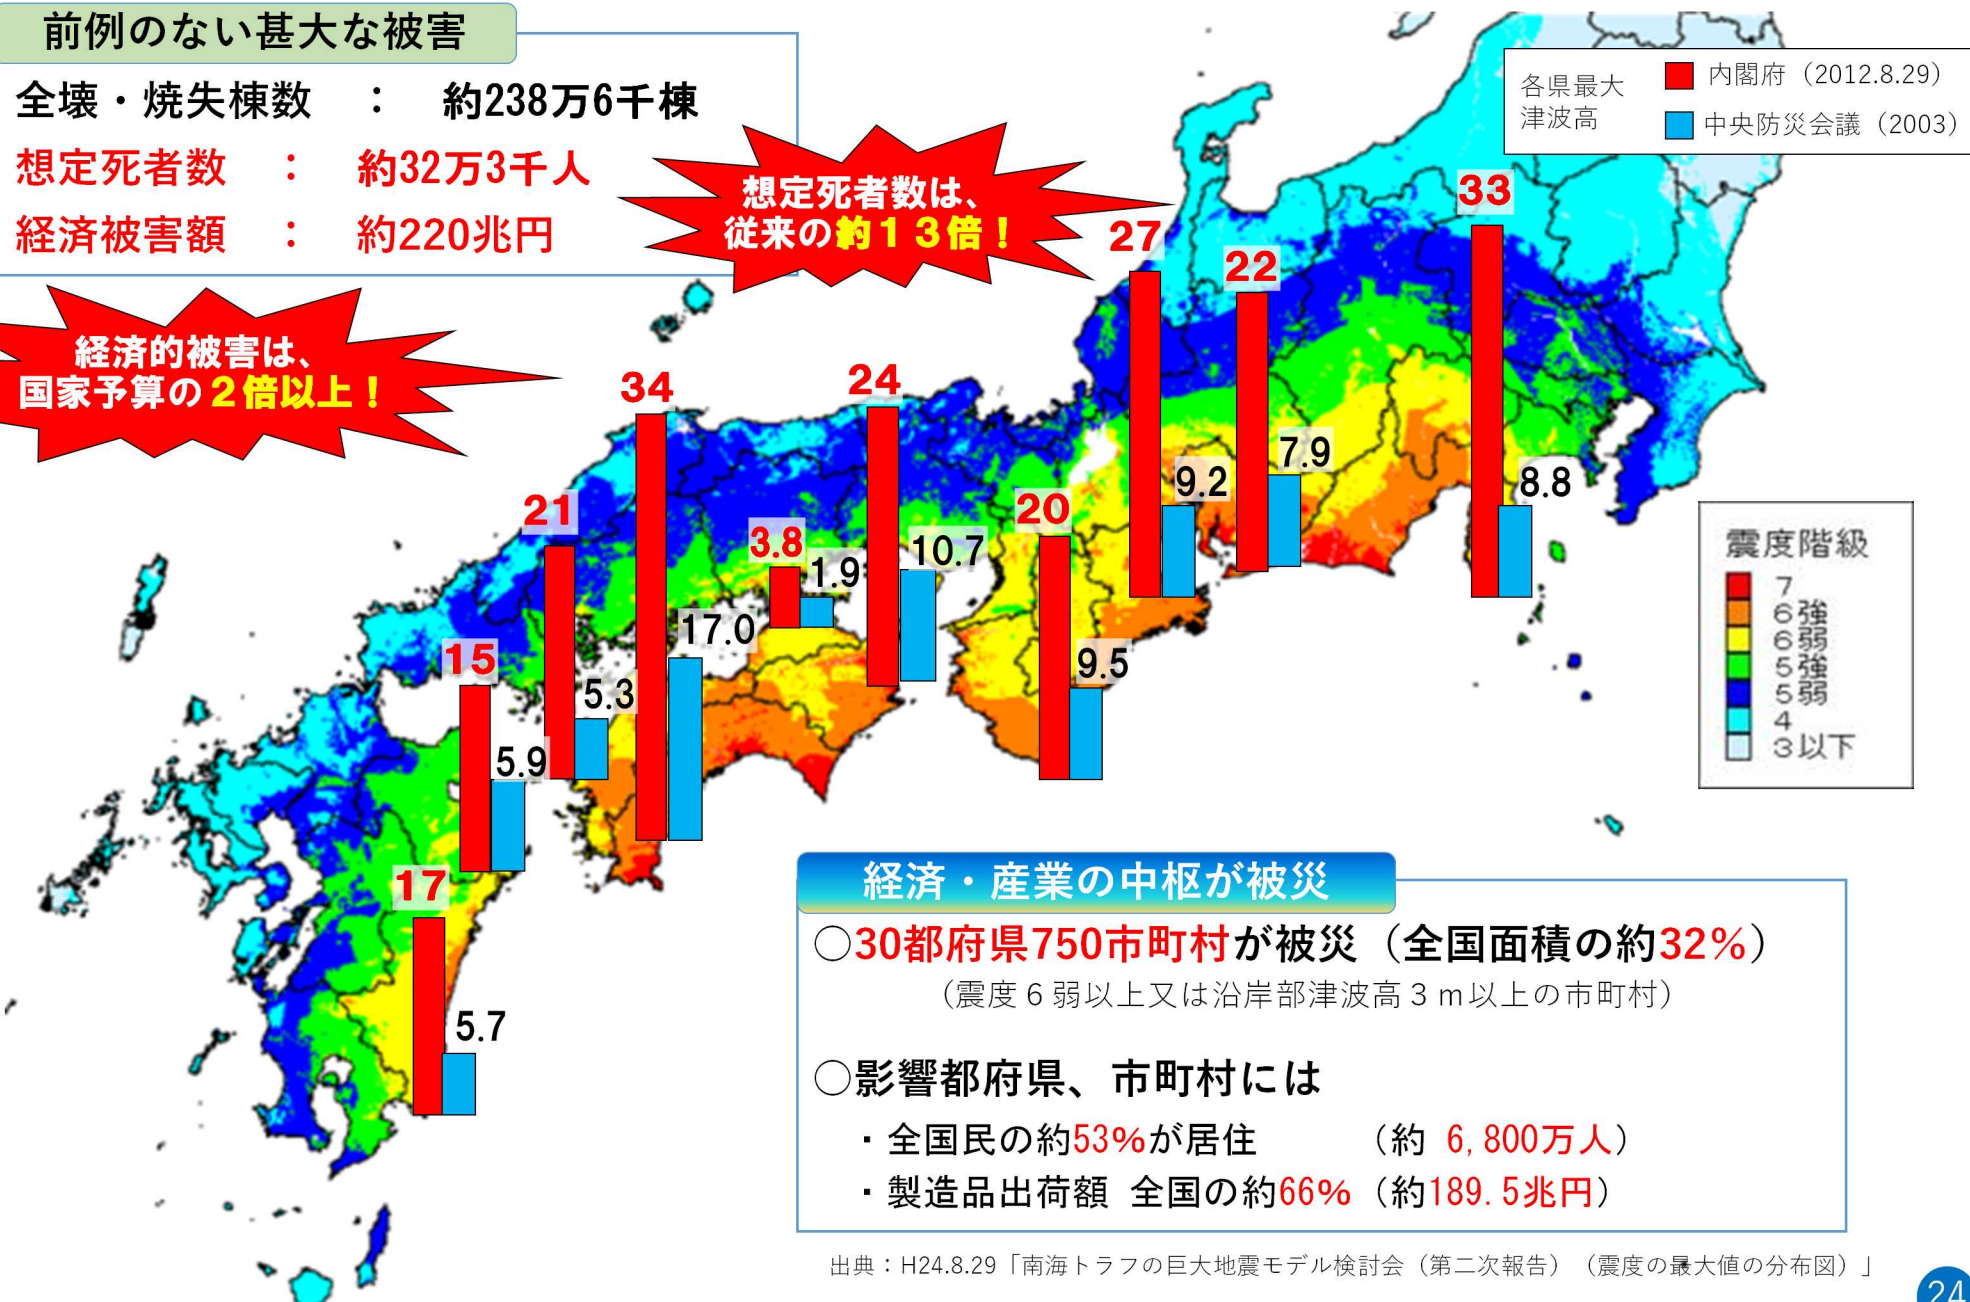 前例のない甚大な被害
全壊・焼失棟数 ： 約238万6千棟
想定死者数 ： 約32万3千人
経済被害額 ： 約220兆円
想定死者数は、
従来の約１３倍！
経済的被害は、
国家予算の２倍以上！
各県最大
津波高
内閣府（2012.8.29）
中央防災会議（2003）
33
8.8
27
9.2
22
7.9
34
17.0
24
10.7
21
5.3
3.8
1.9
20
9.5
15
5.9
17
5.7
震度階級
7
6強
6弱
5強
5弱
4
3以下
経済・産業の中枢が被災
○30都府県750市町村が被災（全国面積の約32%）
（震度６弱以上又は沿岸部津波高３ｍ以上の市町村）
○影響都府県、市町村には
・全国民の約53%が居住 （約 6,800万人）
・製造品出荷額 全国の約66%（約189.5兆円）
出典：H24.8.29「南海トラフの巨大地震モデル検討会（第二次報告）（震度の最大値の分布図）」
24